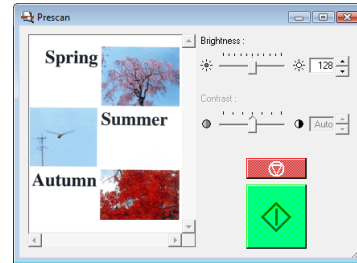 Prescan
Brightness :
Spring
128
Summer
Contrast :
Auto
Autumn